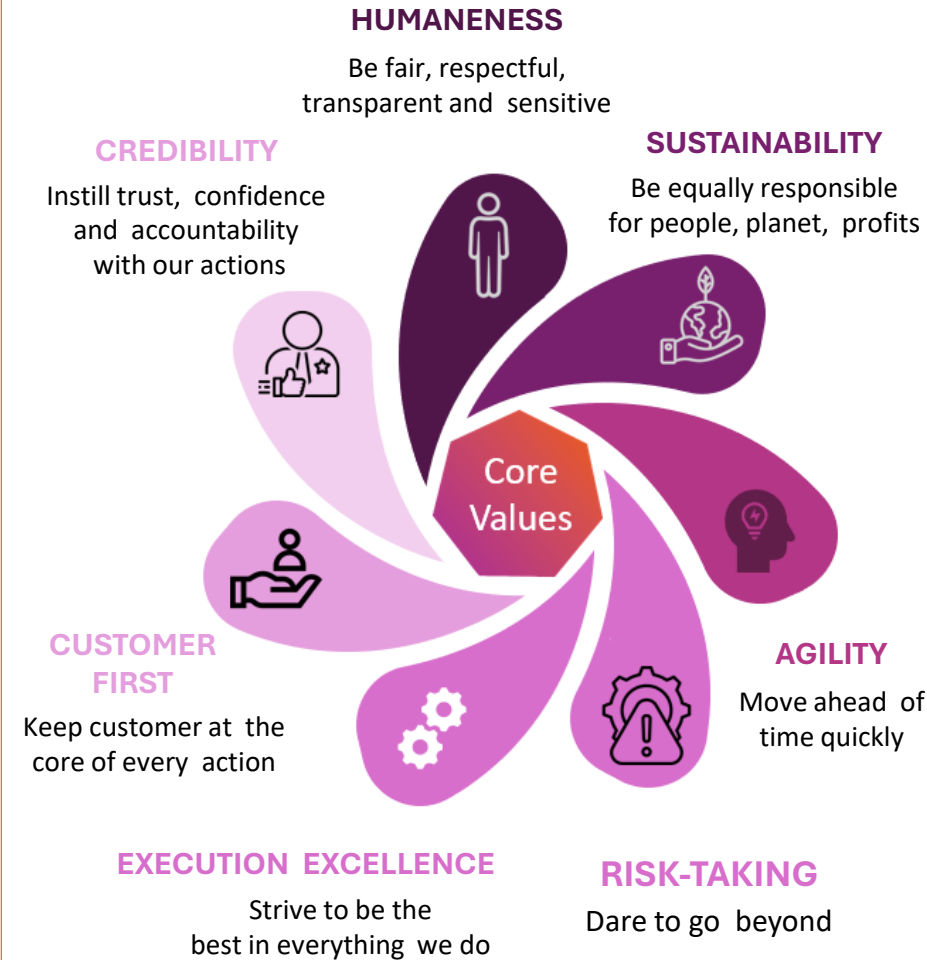 HUMANENESS
Be fair, respectful,
transparent and sensitive
CREDIBILITY
Instill trust, confidence
and accountability
with our actions
SUSTAINABILITY
Be equally responsible
for people, planet, profits
Core
Values
CUSTOMER
FIRST
Keep customer at the
core of every action
AGILITY
Move ahead of
time quickly
EXECUTION EXCELLENCE
Strive to be the
best in everything we do
RISK-TAKING
Dare to go beyond